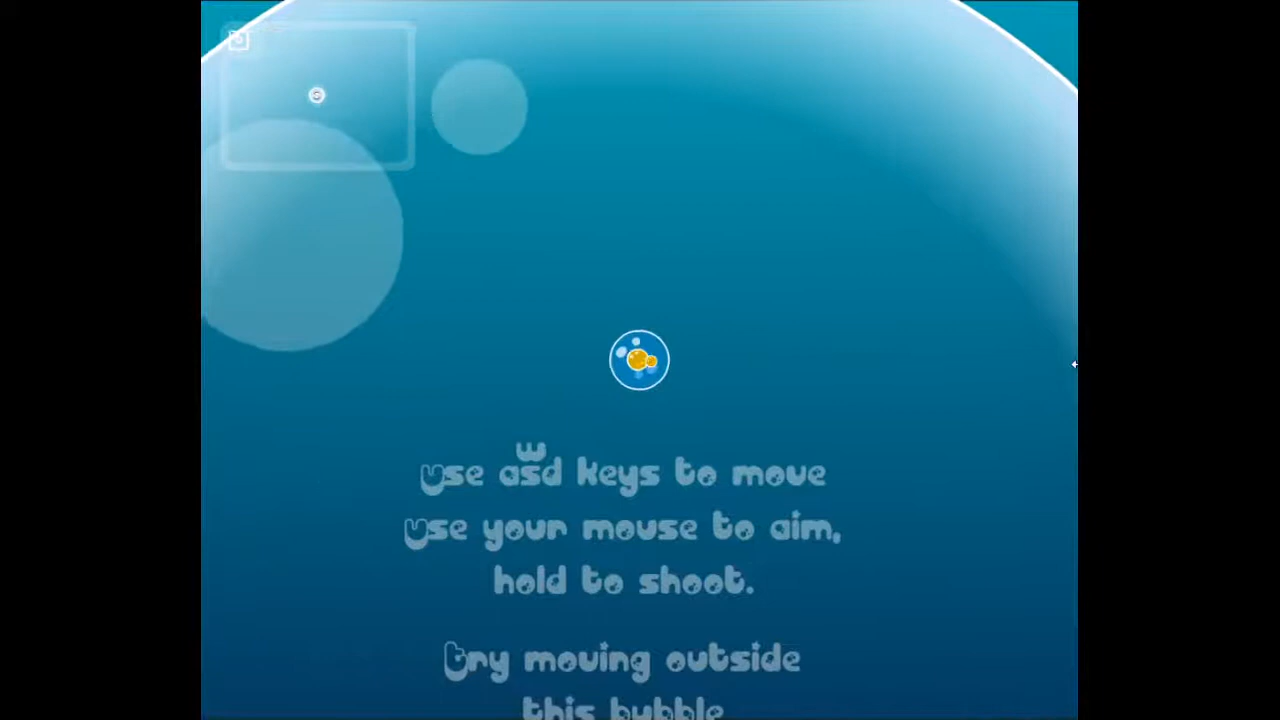 w
use asd keys to move
use your mouse to aim,
hold to shoot.
try moving outside
this bubble